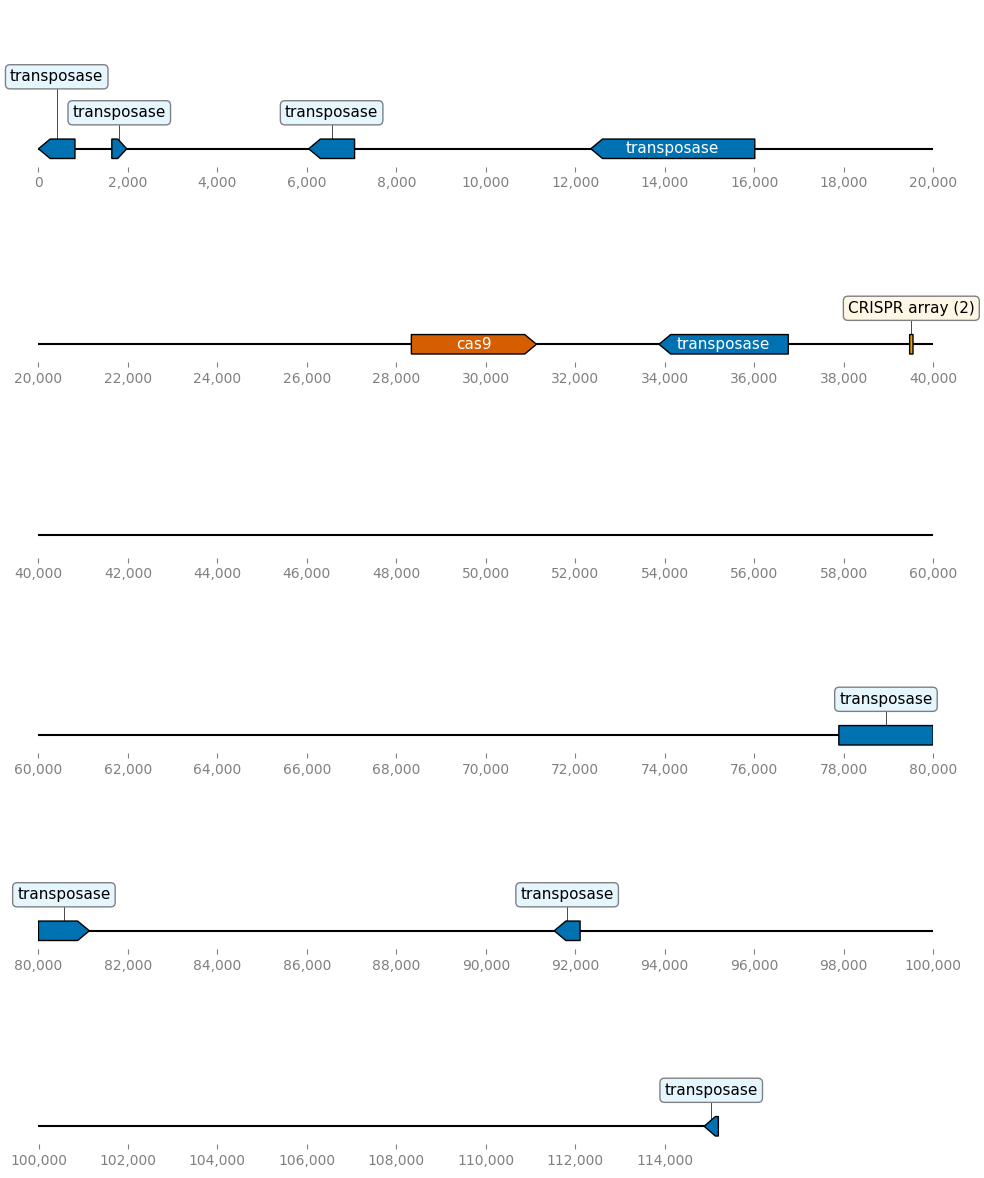 transposase
transposase transposase
transposase
0 2,000 4,000 6,000 8,000 10,000 12,000 14,000 16,000 18,000 20,000
CRISPR array (2)
cas9 transposase
20,000 22,000 24,000 26,000 28,000 30,000 32,000 34,000 36,000 38,000 40,000
40,000 42,000 44,000 46,000 48,000 50,000 52,000 54,000 56,000 58,000 60,000
transposase
60,000 62,000 64,000 66,000 68,000 70,000 72,000 74,000 76,000 78,000 80,000
transposase transposase
80,000 82,000 84,000 86,000 88,000 90,000 92,000 94,000 96,000 98,000 100,000
transposase
100,000 102,000 104,000 106,000 108,000 110,000 112,000 114,000